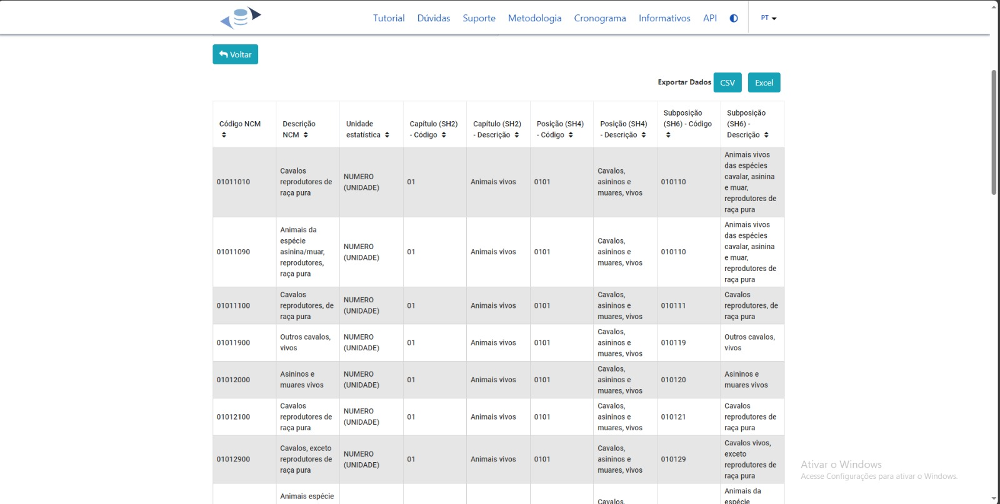 Tutorial Dúvidas Suporte Metodologia Cronograma Informativos API PT
Voltar
Exportar Dados CSV Excel
Código NCM
Descrição
NCM
Unidade
estatística
Capítulo (SH2)
- Código
Capítulo (SH2)
- Descrição
Posição (SH4)
- Código
Posição (SH4)
- Descrição
Subposição
(SH6) - Código
Subposição
(SH6) -
Descrição
01011010
Cavalos
reprodutores de
raça pura
NUMERO
(UNIDADE)
01
Animais vivos
0101
Cavalos,
asininos e
muares, vivos
010110
Animais vivos
das espécies
cavalar, asinina
e muar,
reprodutores de
raça pura
01011090
Animais da
espécie
asinina/muar,
reprodutores,
raça pura
NUMERO
(UNIDADE)
01
Animais vivos
0101
Cavalos,
asininos e
muares, vivos
010110
Animais vivos
das espécies
cavalar, asinina
e muar,
reprodutores de
raça pura
01011100
Cavalos
reprodutores, de
raça pura
NUMERO
(UNIDADE)
01
Animais vivos
0101
Cavalos,
asininos e
muares, vivos
010111
Cavalos
reprodutores, de
raça pura
01011900
Outros cavalos,
vivos
NUMERO
(UNIDADE)
01
Animais vivos
0101
Cavalos,
asininos e
muares, vivos
010119
Outros cavalos,
vivos
01012000
Asininos e
muares vivos
NUMERO
(UNIDADE)
01
Animais vivos
0101
Cavalos,
asininos e
muares, vivos
010120
Asininos e
muares vivos
01012100
Cavalos
reprodutores de
raça pura
NUMERO
(UNIDADE)
01
Animais vivos
0101
Cavalos,
asininos e
muares, vivos
010121
Cavalos
reprodutores de
raça pura
01012900
Cavalos, exceto
reprodutores de
raça pura
NUMERO
(UNIDADE)
01
Animais vivos
0101
Cavalos,
asininos e
muares, vivos
010129
Cavalos vivos,
exceto
reprodutores de
raça pura
Animais espécie
Cavalos,
Animais da
espécie
Ativar o Windows
Acesse Configurações para ativar o Windows.